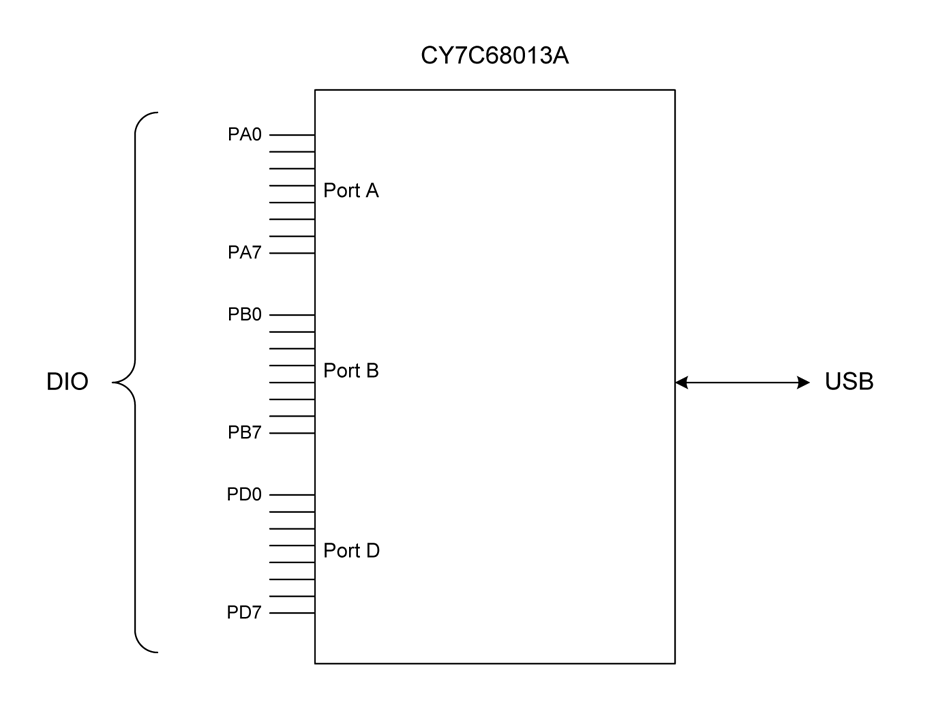 CY7C68013A
PA0
Port A
PA7
PB0
Port B
DIO
USB
PB7
PD0
Port D
PD7